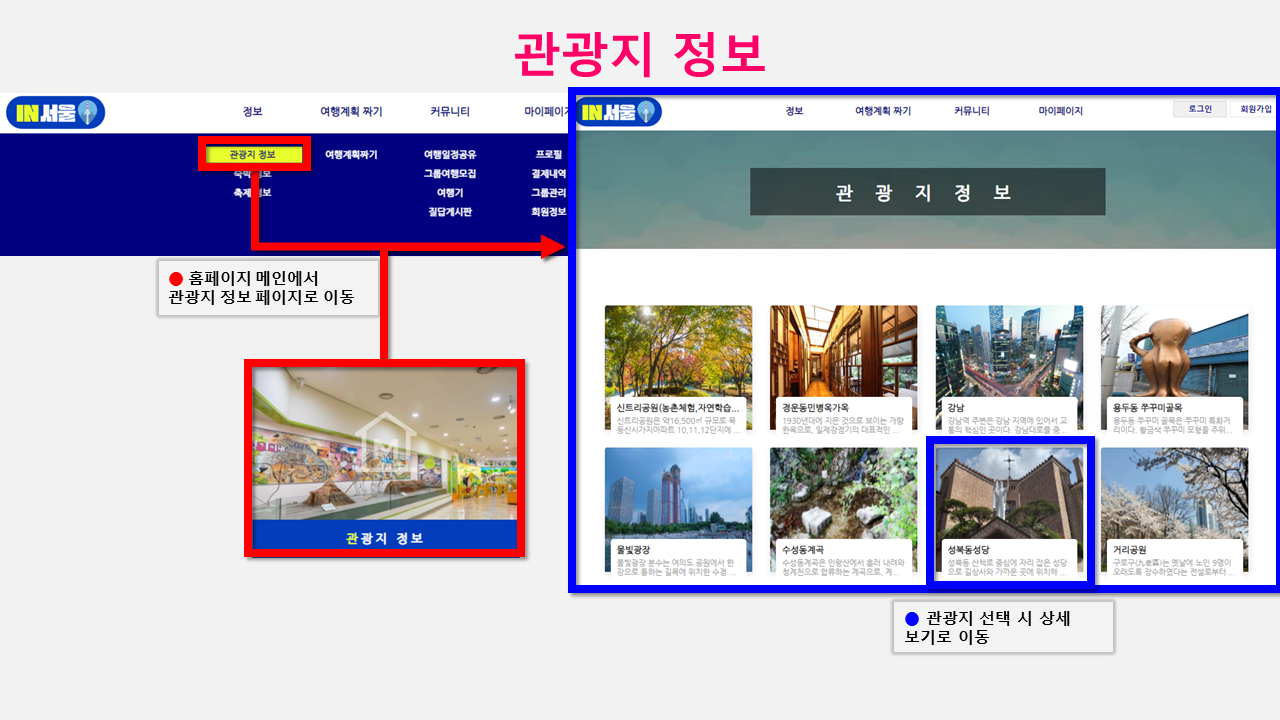 관광지 정보
IN서울
정보 여행계획 짜기 커뮤니티 마이페이지
관광지 정보 여행계획짜기 여행일정공유 프로필
그룹여행모집 결제내역
축제 정보 여행기 그룹관리
질답게시판 회원정보
● 홈페이지 메인에서
관광지 정보 페이지로 이동
관광지 정보
IN서울
정보 여행계획 짜기 커뮤니티 마이페이지 로그인 회원가입
관 광 지 정 보
신트리공원(농촌체험,자연학습...
신트리공원은 약16,500㎡ 규모로 목
동신시가지아파트 10,11,12단지에 ...
경운동민병옥가옥
1930년대에 지은 것으로 보이는 개량
한옥으로, 일제강점기의 대표적인 ...
강남
강남역 주변은 강남 지역에 있어서 교
통의 핵심인 곳이다. 강남대로를 중...
용두동 쭈꾸미골목
용두동 쭈꾸미 골목은 쭈꾸미 특화거
리이다. 황금색 쭈꾸미 모형을 주위...
물빛광장
물빛광장 분수는 여의도 공원에서 한
강으로 통하는 길목에 위치한 수경 ...
수성동계곡
수성동계곡은 인왕산에서 흘러 내려와
청계천으로 합류하는 계곡으로, 계...
성북동성당
성북동 산책로 중심에 자리 잡은 성당
으로 길상사와 가까운 곳에 위치해 ...
거리공원
구로구(九老區)는 옛날에 노인 9명이
오래도록 장수하였다는 전설로부터 ...
● 관광지 선택 시 상세
보기로 이동